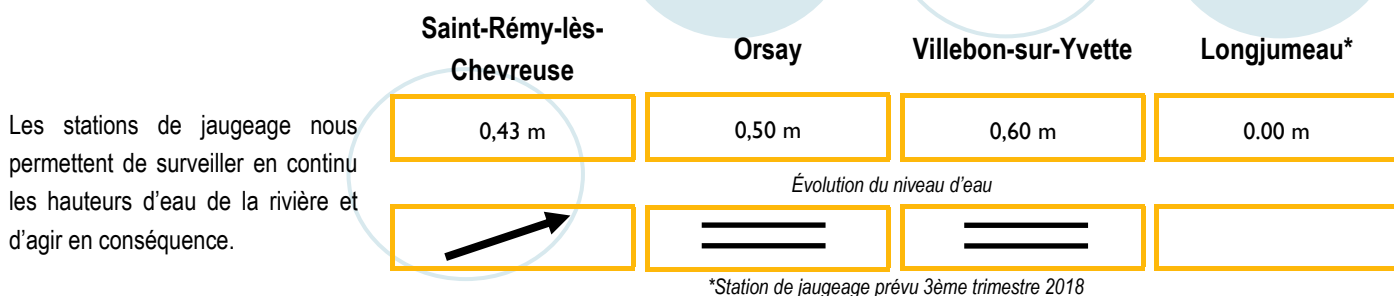 Saint-Rémy-lès-
Chevreuse
Orsay
Villebon-sur-Yvette
Longjumeau*
Les stations de jaugeage nous
permettent de surveiller en continu
les hauteurs d'eau de la rivière et
d'agir en conséquence.
0,43 m
0,50 m
0,60 m
0.00 m
Évolution du niveau d'eau
*Station de jaugeage prévu 3ème trimestre 2018